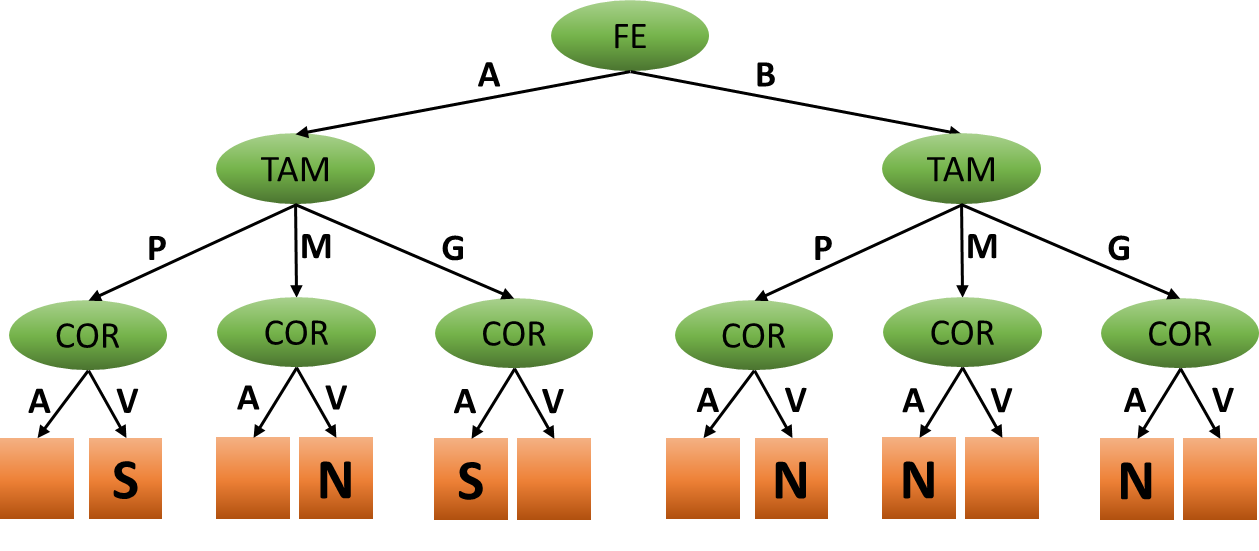 FE
A B
TAM TAM
P M G P M G
COR COR COR COR COR COR
A V A V A V A V A V A V
S N S N N N